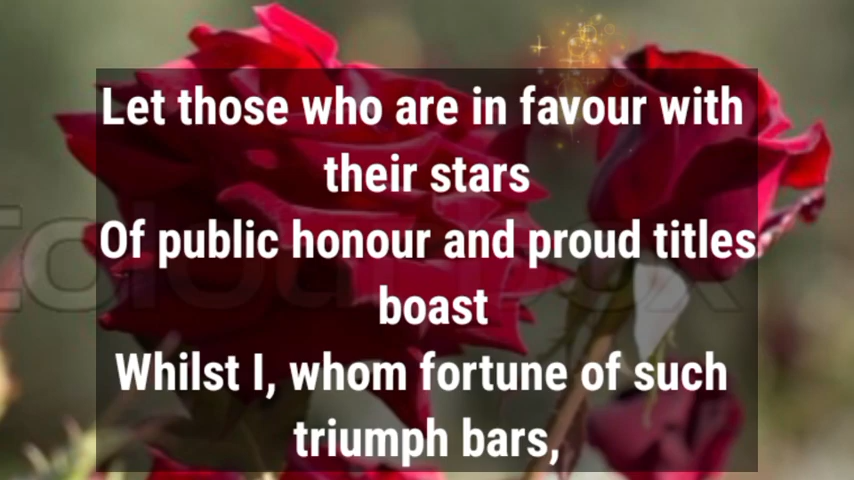 Let those who are in favour with
their stars
Of public honour and proud titles
boast
Whilst I, whom fortune of such
triumph bars,